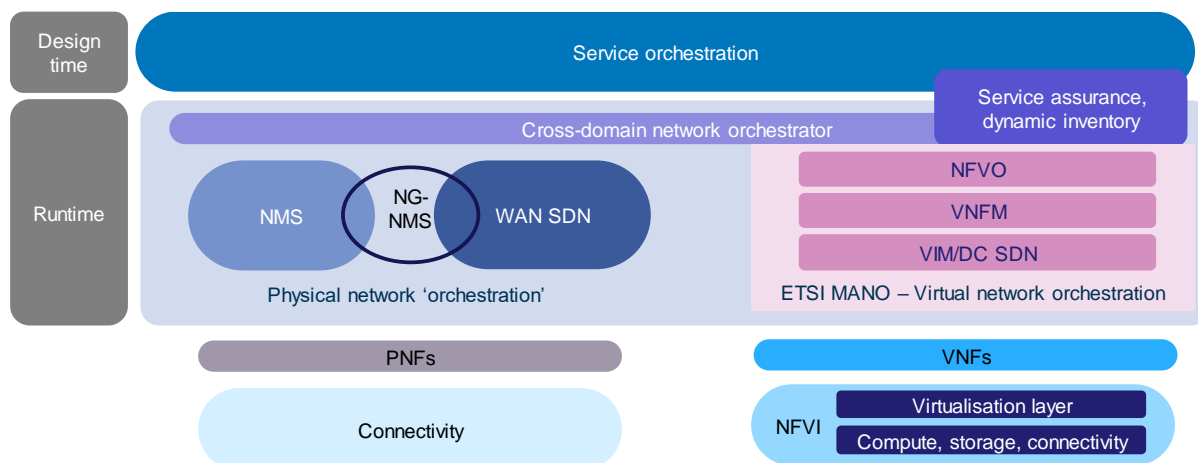 Design
time
Service orchestration
Service assurance,
dynamic inventory
Cross-domain network orchestrator
Runtime
NMS
NG-
NMS
WAN SDN
Physical network ‘orchestration’
NFVO
VNFM
VIM/DC SDN
ETSI MANO – Virtual network orchestration
PNFs
VNFs
Connectivity
NFVI
Virtualisation layer
Compute, storage, connectivity